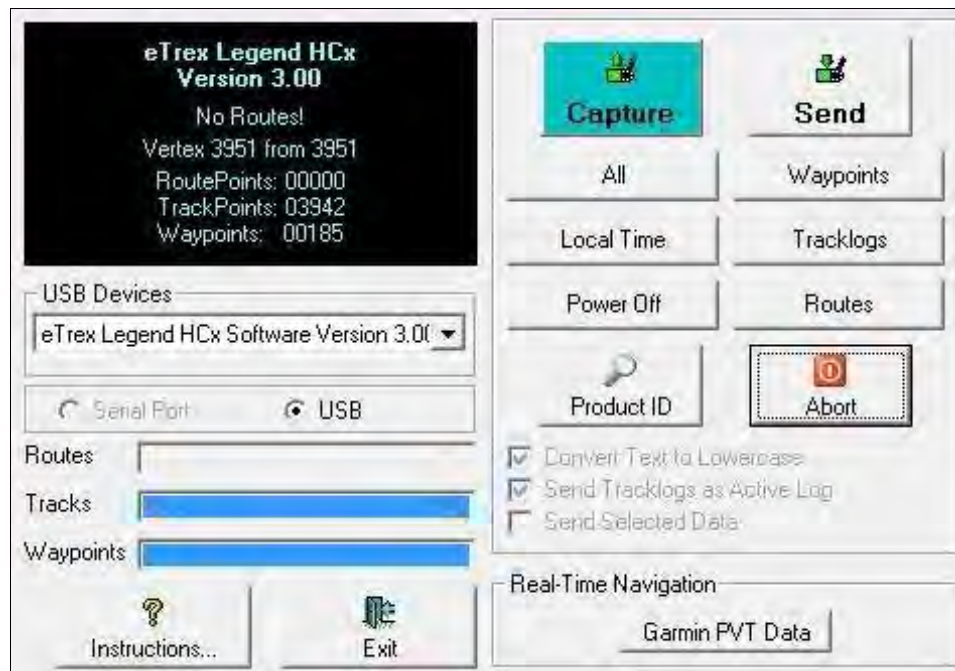 eTrex Legend HCx
Version 3.00
No Routes!
Vertex 3951 from 3951
RoutePoints: 00000
TrackPoints: 03942
Waypoints: 00185
USB Devices
eTrex Legend HCx Software Version 3.0(
Serial Port
USB
Routes
Tracks
Waypoints
Instructions...
Exit
Capture
Send
All
Waypoints
Local Time
Tracklogs
Power Off
Routes
Product ID
Abort
Convert Text to Lowercase
Send Tracklogs as Active Log
Send Selected Data
Real-Time Navigation
Garmin PVT Data